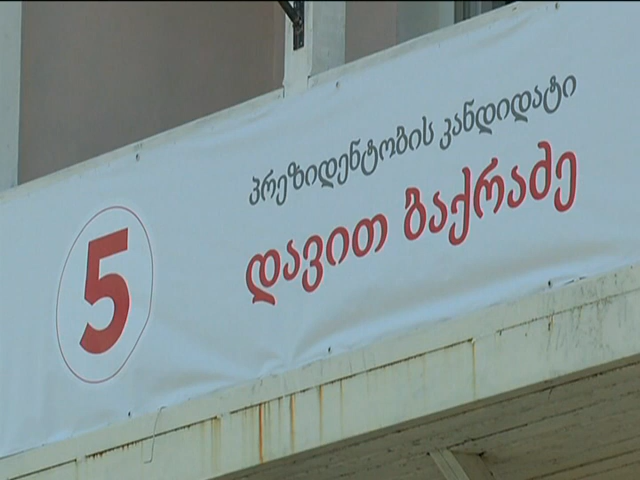 5
პრეზიდენტობის კანდიდატი
დავით ბაქრაძე